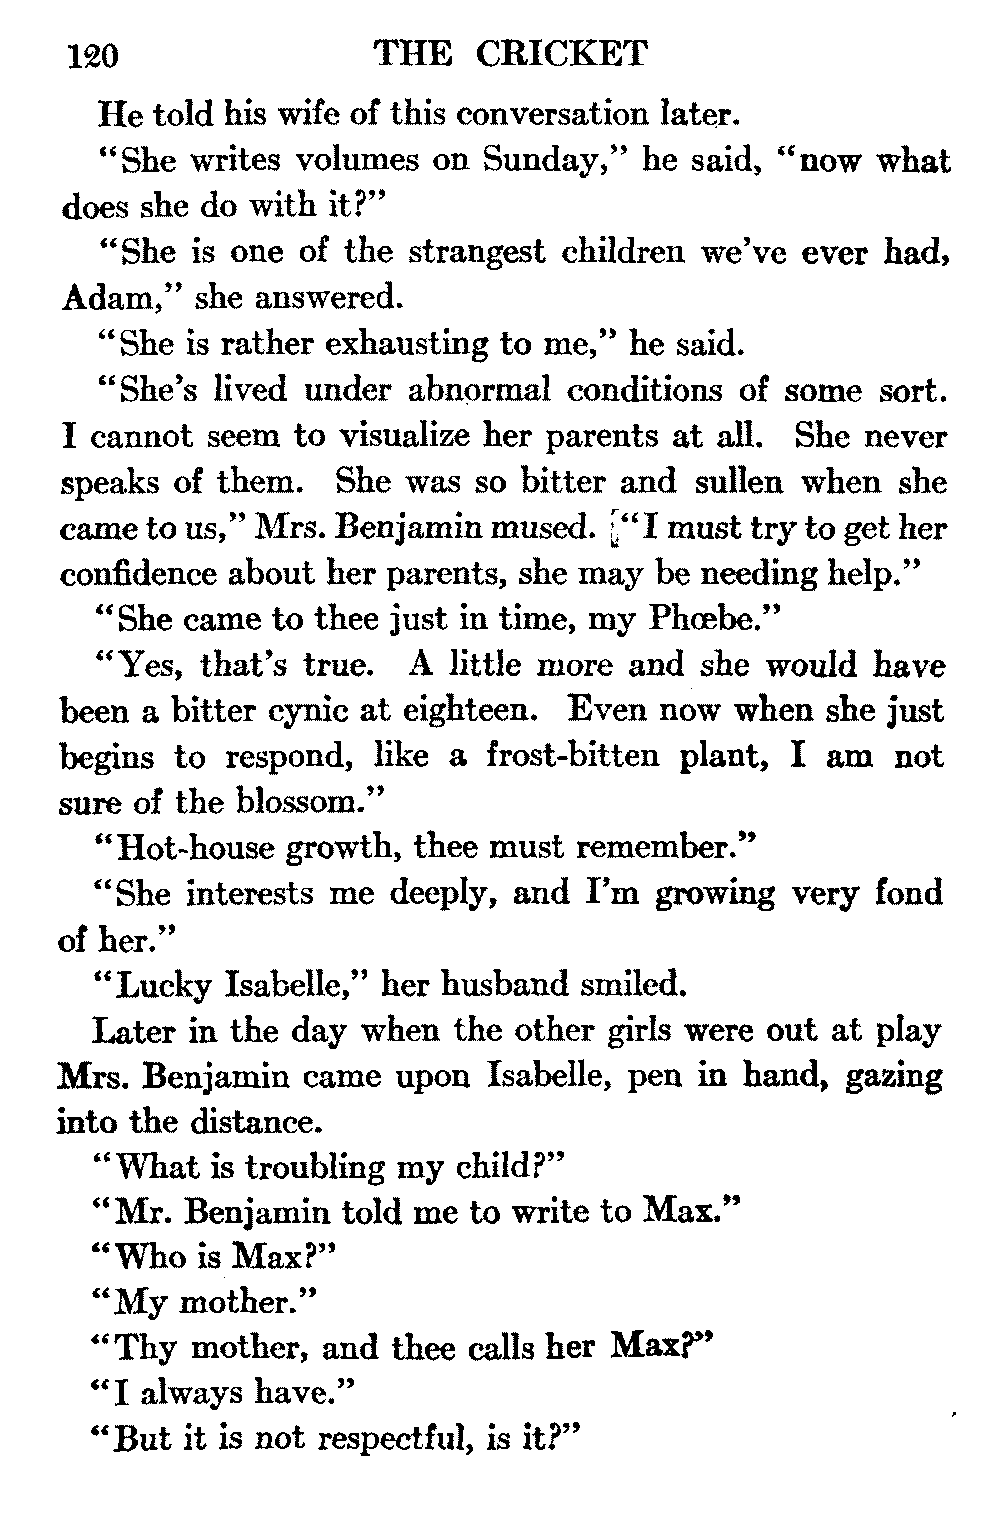 120 THE CRICKET
He told his wife of this conversation later.
"She writes volumes on Sunday," he said, "now what
does she do with it?"
"She is one of the strangest children we've ever had,
Adam," she answered.
"She is rather exhausting to me," he said.
"She's lived under abnormal conditions of some sort.
I cannot seem to visualize her parents at all. She never
speaks of them. She was so bitter and sullen when she
came to us," Mrs. Benjamin mused. "I must try to get her
confidence about her parents, she may be needing help."
"She came to thee just in time, my Phœbe."
"Yes, that's true. A little more and she would have
been a bitter cynic at eighteen. Even now when she just
begins to respond, like a frost-bitten plant, I am not
sure of the blossom."
"Hot-house growth, thee must remember."
"She interests me deeply, and I'm growing very fond
of her."
"Lucky Isabelle," her husband smiled.
Later in the day when the other girls were out at play
Mrs. Benjamin came upon Isabelle, pen in hand, gazing
into the distance.
"What is troubling my child?"
"Mr. Benjamin told me to write to Max."
"Who is Max?"
"My mother."
"Thy mother, and thee calls her Max?"
"I always have."
"But it is not respectful, is it?"